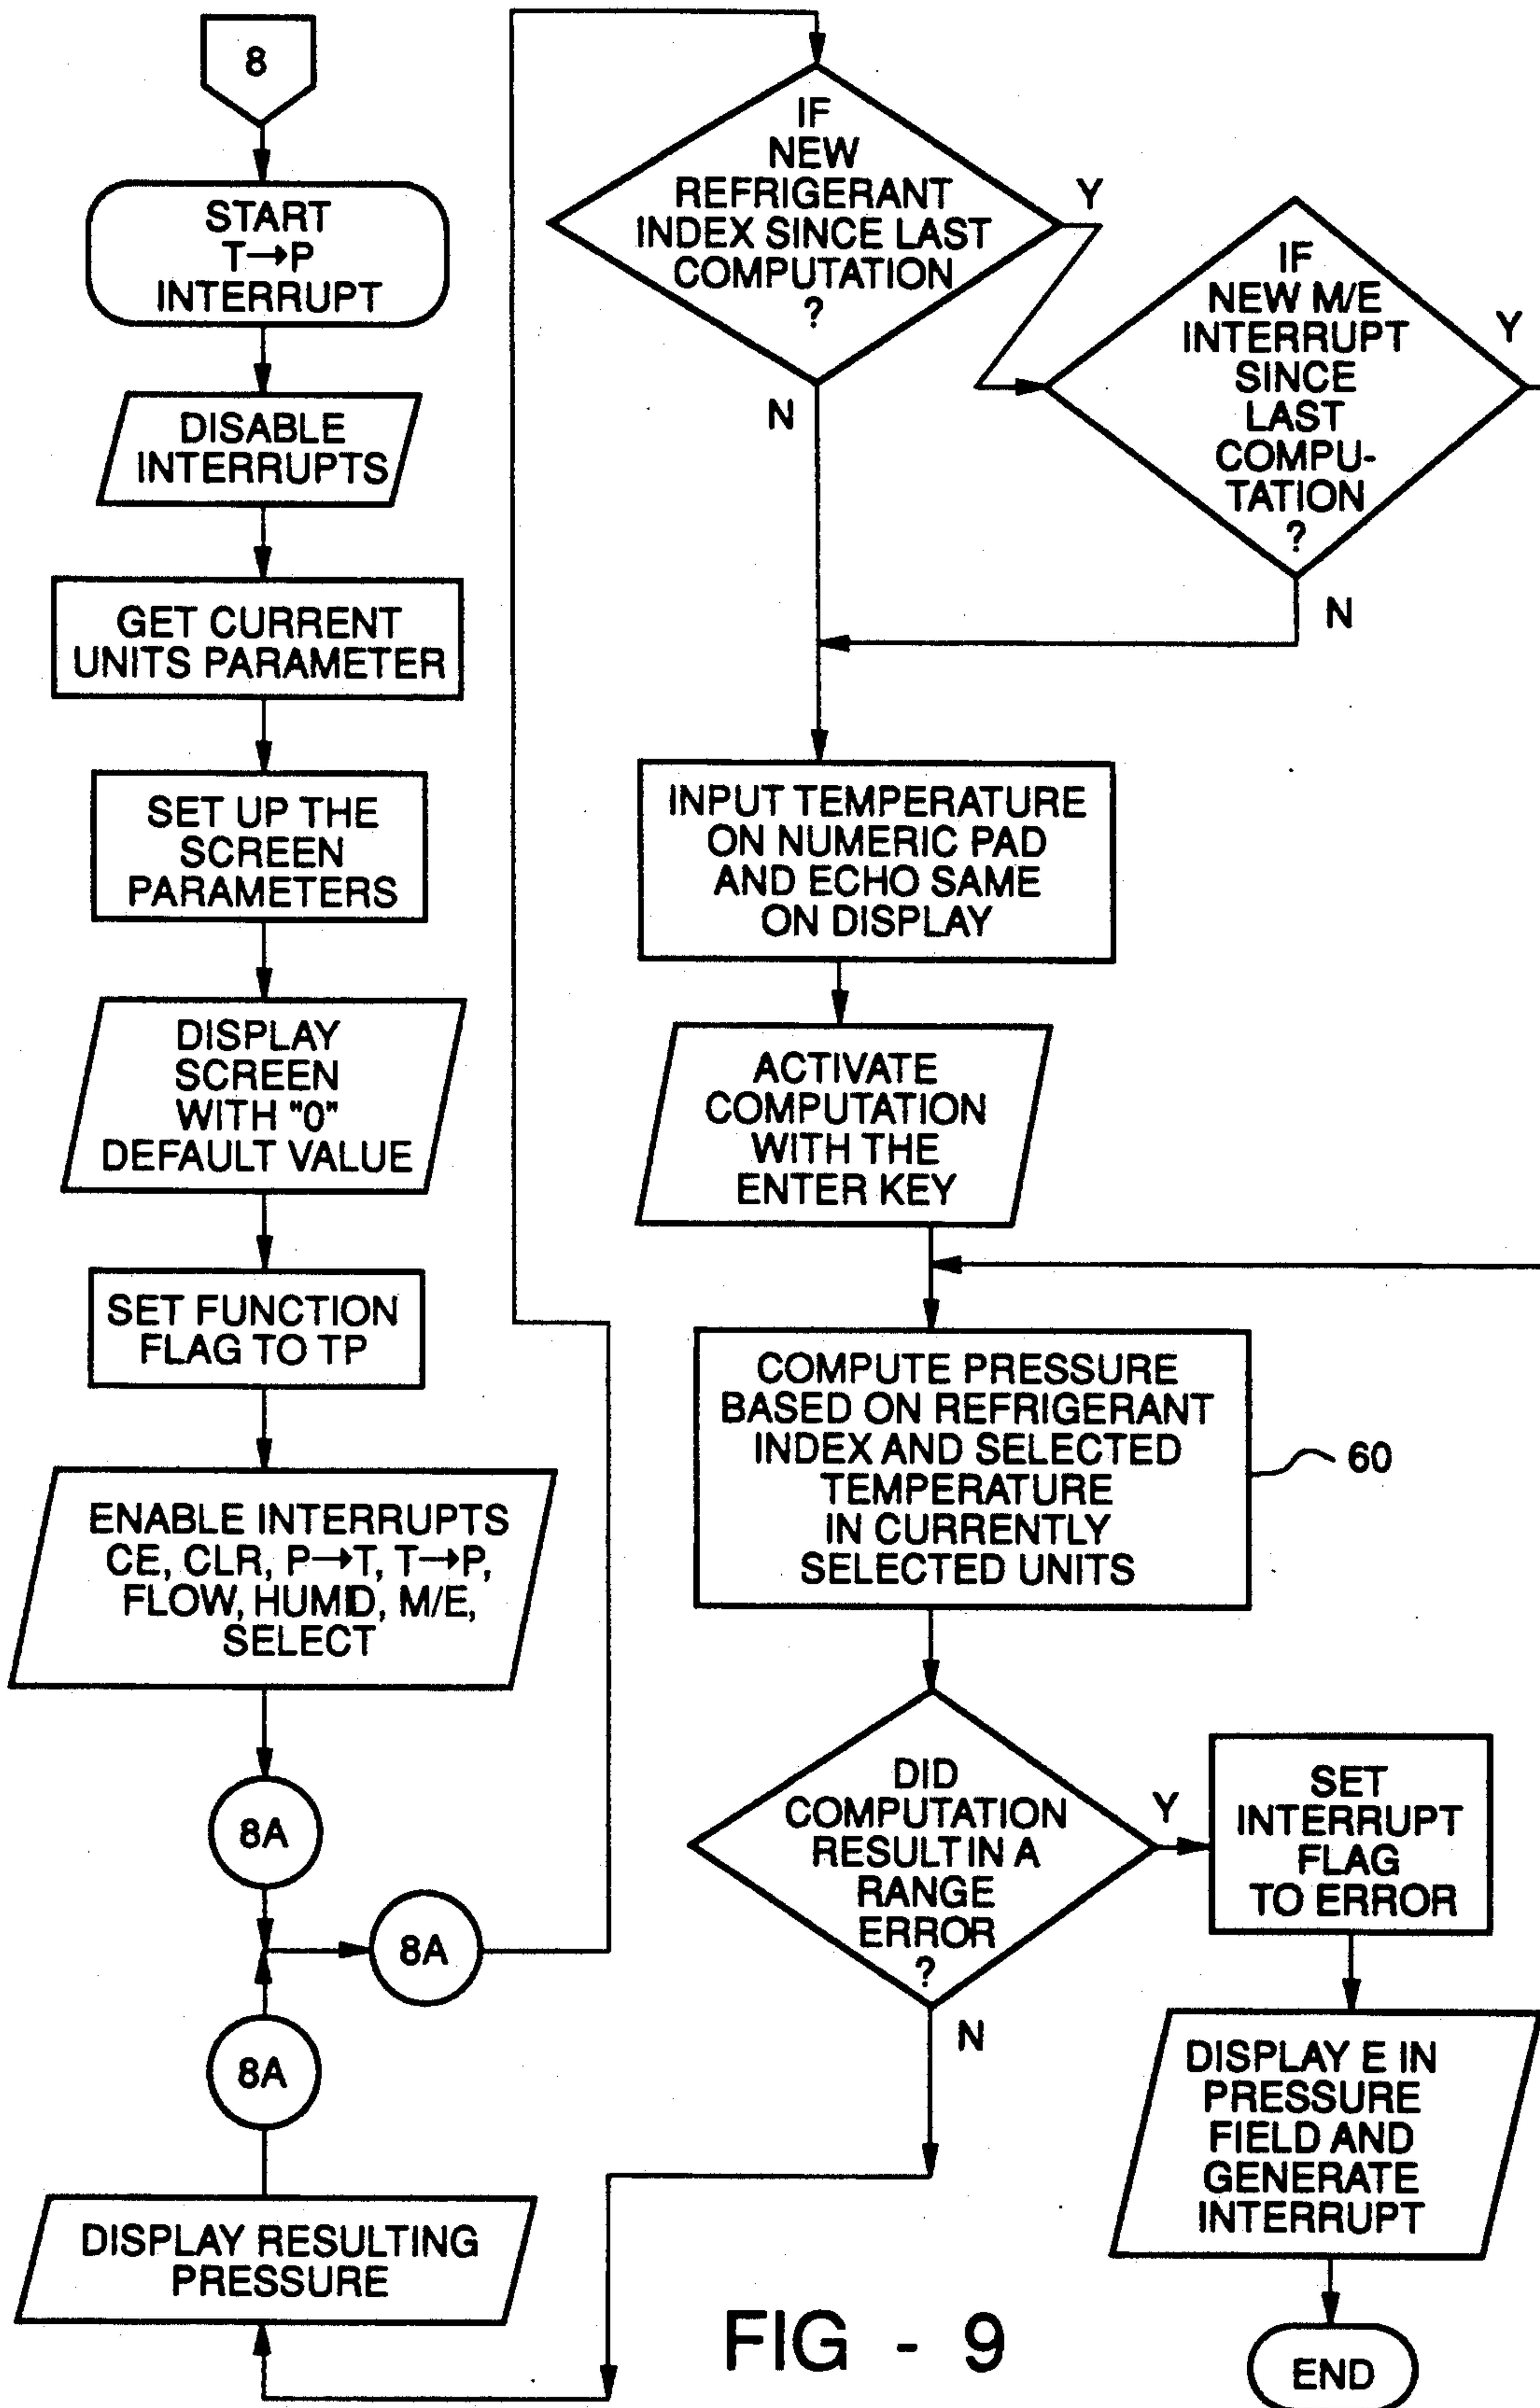 8
START
T→P
INTERRUPT
DISABLE
INTERRUPTS
GET CURRENT
UNITS PARAMETER
SET UP THE
SCREEN
PARAMETERS
DISPLAY
SCREEN
WITH "0"
DEFAULT VALUE
SET FUNCTION
FLAG TO TP
ENABLE INTERRUPTS
CE, CLR, P→T, T→P,
FLOW, HUMID, M/E,
SELECT
8A
8A
8A
DISPLAY RESULTING
PRESSURE
IF
NEW
REFRIGERANT
INDEX SINCE LAST
COMPUTATION
?
Y
N
IF
NEW M/E
INTERRUPT
SINCE
LAST
COMPU-
TATION
?
Y
N
INPUT TEMPERATURE
ON NUMERIC PAD
AND ECHO SAME
ON DISPLAY
ACTIVATE
COMPUTATION
WITH THE
ENTER KEY
COMPUTE PRESSURE
BASED ON REFRIGERANT
INDEX AND SELECTED
TEMPERATURE
IN CURRENTLY
SELECTED UNITS
60
DID
COMPUTATION
RESULT IN A
RANGE
ERROR
?
Y
N
SET
INTERRUPT
FLAG
TO ERROR
DISPLAY E IN
PRESSURE
FIELD AND
GENERATE
INTERRUPT
END
FIG - 9